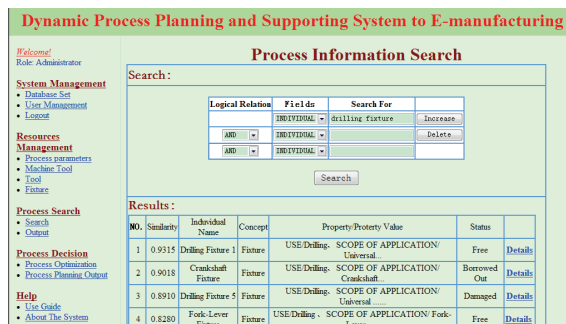 Dynamic Process Planning and Supporting System to E-manufacturing
Welcome!
Role: Administrator
System Management
Database Set
User Management
Logout
Resources
Management
Process parameters
Machine Tool
Tool
Fixture
Process Search
Search
Output
Process Decision
Process Optimization
Process Planning Output
Help
Use Guide
About The System
Process Information Search
Search:
Logical Relation Fields Search For
INDIVIDUAL drilling fixture Increase
AND INDIVIDUAL Delete
AND INDIVIDUAL
Search
Results:
NO. Similarity Induvidual Name Concept Property/Proterty Value Status
1 0.9315 Drilling Fixture 1 Fixture USE/Drilling、 SCOPE OF APPLICATION/ Universal... Free Details
2 0.9018 Crankshaft Fixture Fixture USE/Drilling、 SCOPE OF APPLICATION/ Crankshaft... Borrowed Out Details
3 0.8910 Drilling Fixture 5 Fixture USE/Drilling、 SCOPE OF APPLICATION/ Universal ...... Damaged Details
4 0.8280 Fork-Lever Fixture USE/Drilling 、 SCOPE OF APPLICATION/ Fork- Free Details